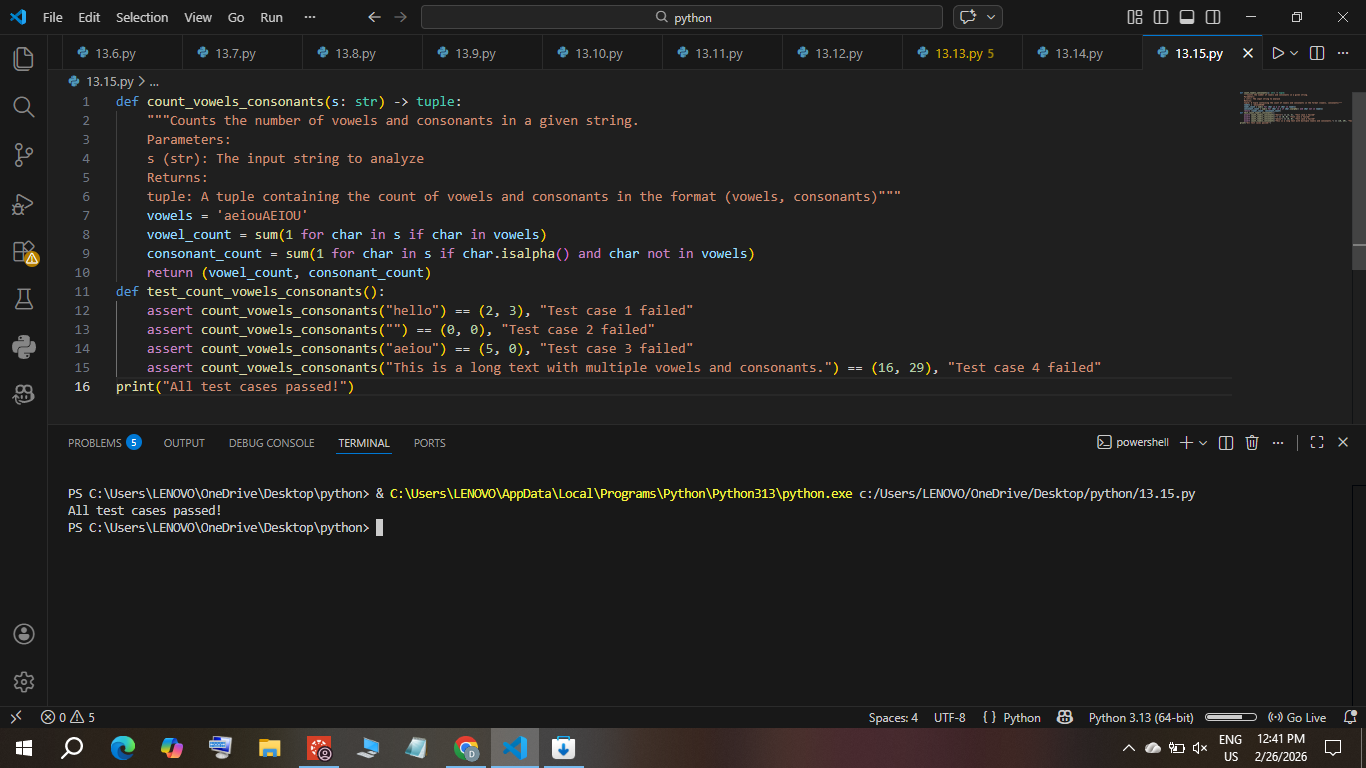 File Edit Selection View Go Run ··· python
13.6.py 13.7.py 13.8.py 13.9.py 13.10.py 13.11.py 13.12.py 13.13.py 5 13.14.py 13.15.py
13.15.py > ...
1 def count_vowels_consonants(s: str) -> tuple:
2 """Counts the number of vowels and consonants in a given string.
3 Parameters:
4 s (str): The input string to analyze
5 Returns:
6 tuple: A tuple containing the count of vowels and consonants in the format (vowels, consonants)"""
7 vowels = 'aeiouAEIOU'
8 vowel_count = sum(1 for char in s if char in vowels)
9 consonant_count = sum(1 for char in s if char.isalpha() and char not in vowels)
10 return (vowel_count, consonant_count)
11 def test_count_vowels_consonants():
12 assert count_vowels_consonants("hello") == (2, 3), "Test case 1 failed"
13 assert count_vowels_consonants("") == (0, 0), "Test case 2 failed"
14 assert count_vowels_consonants("aeiou") == (5, 0), "Test case 3 failed"
15 assert count_vowels_consonants("This is a long text with multiple vowels and consonants.") == (16, 29), "Test case 4 failed"
16 print("All test cases passed!")
PROBLEMS 5 OUTPUT DEBUG CONSOLE TERMINAL PORTS powershell
PS C:\Users\LENOVO\OneDrive\Desktop\python> & C:\Users\LENOVO\AppData\Local\Programs\Python\Python313\python.exe c:/Users/LENOVO/OneDrive/Desktop/python/13.15.py
All test cases passed!
PS C:\Users\LENOVO\OneDrive\Desktop\python>
0 5 Spaces: 4 UTF-8 { } Python Python 3.13 (64-bit) Go Live
ENG 12:41 PM
US 2/26/2026